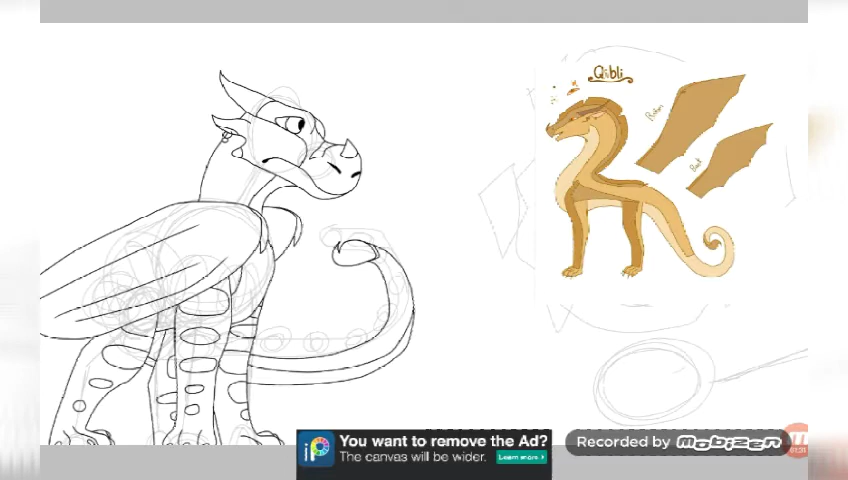 Qibli
You want to remove the Ad?
The canvas will be wider.
Learn more >
Recorded by MOBIZEN